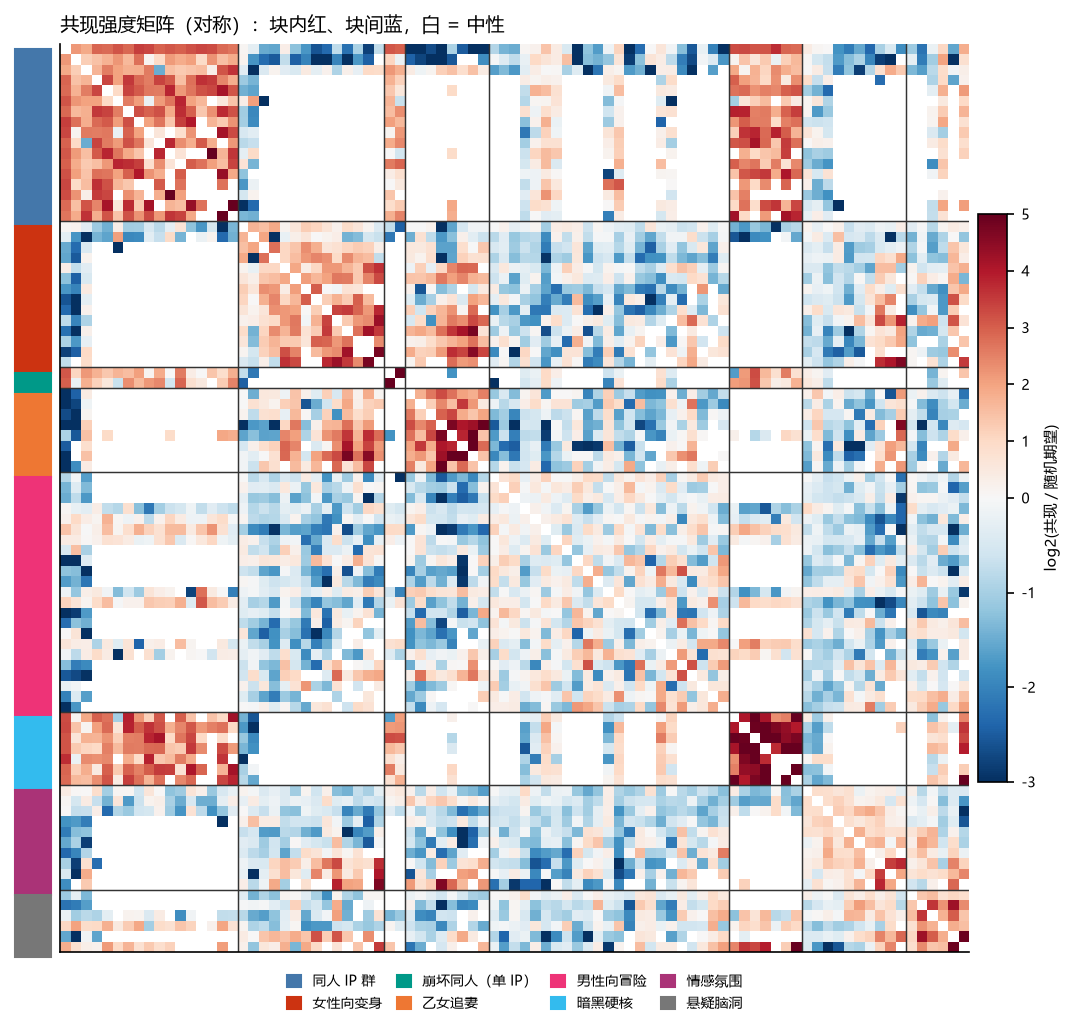 共现强度矩阵（对称）：块内红、块间蓝，白 = 中性
5
4
3
2
1
0
-1
-2
-3
log2(共现 / 随机期望)
同人 IP 群
崩坏同人（单 IP）
男性向冒险
情感氛围
女性向变身
乙女追妻
暗黑硬核
悬疑脑洞